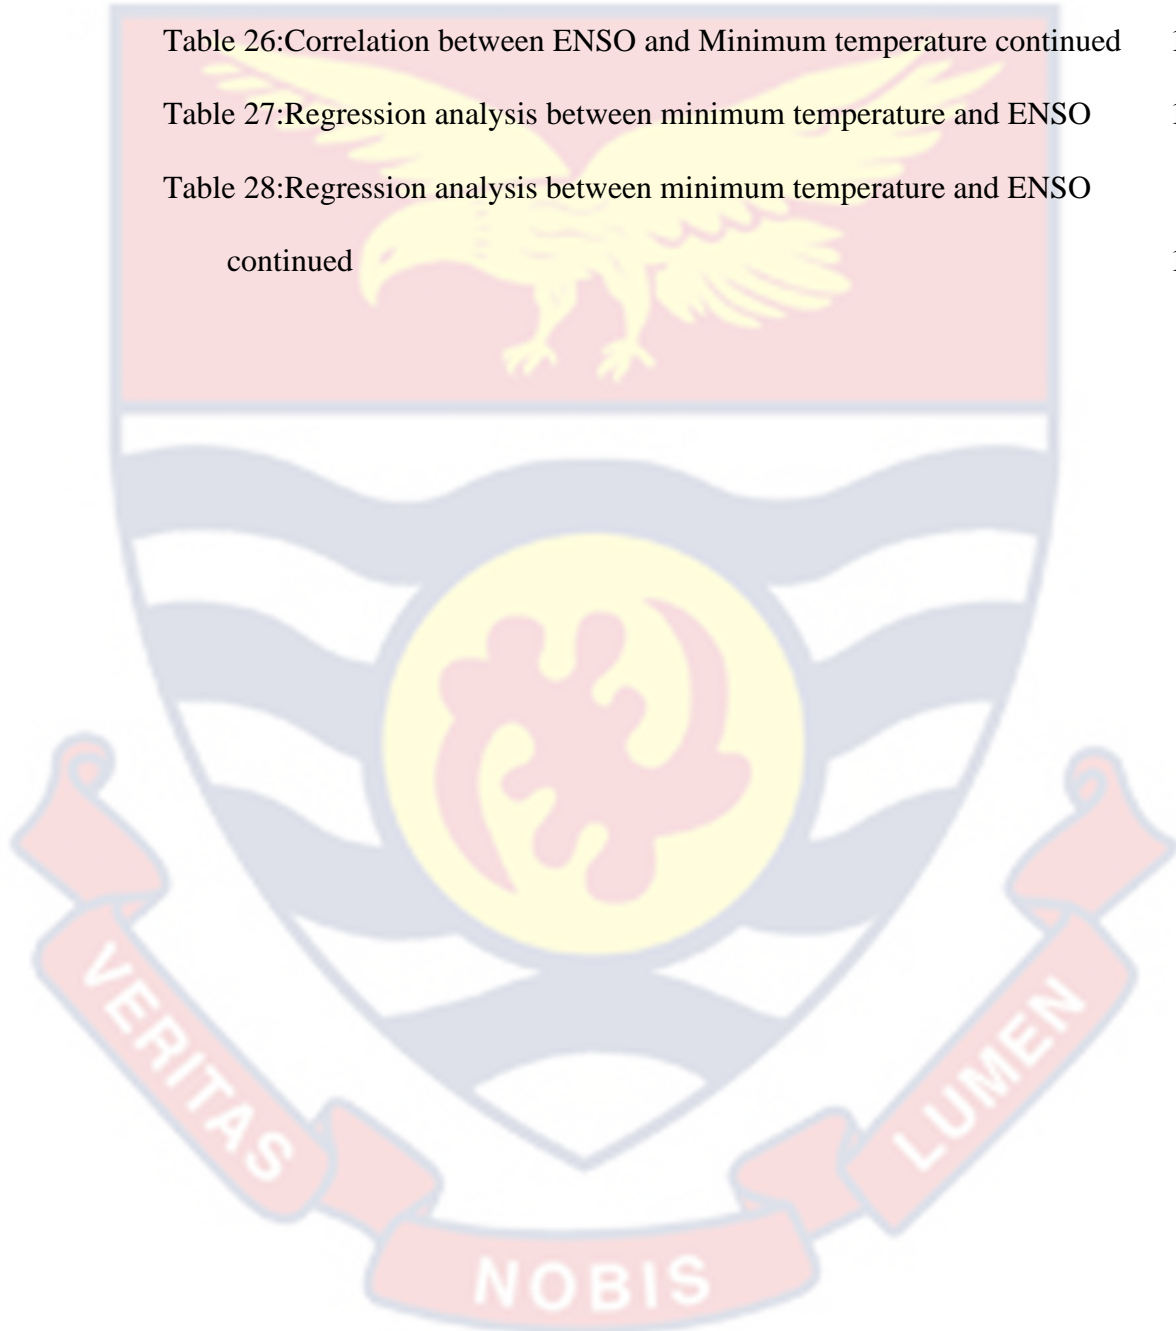 Table 26:Correlation between ENSO and Minimum temperature continued
Table 27:Regression analysis between minimum temperature and ENSO
Table 28:Regression analysis between minimum temperature and ENSO
continued
VERITAS
NOBIS
LUMEN